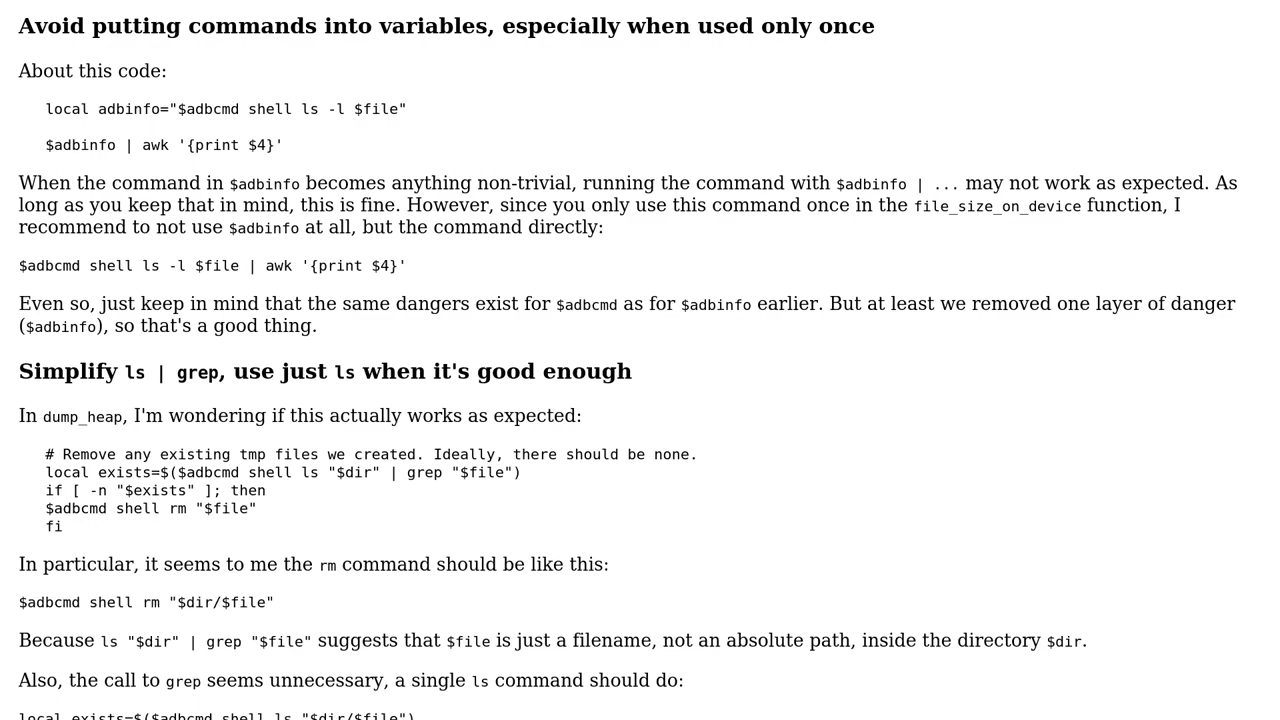 Avoid putting commands into variables, especially when used only once
About this code:
local adbinfo="$adbcmd shell ls -l $file"
$adbinfo | awk '{print $4}'
When the command in $adbinfo becomes anything non-trivial, running the command with $adbinfo | ... may not work as expected. As
long as you keep that in mind, this is fine. However, since you only use this command once in the file_size_on_device function, I
recommend to not use $adbinfo at all, but the command directly:
$adbcmd shell ls -l $file | awk '{print $4}'
Even so, just keep in mind that the same dangers exist for $adbcmd as for $adbinfo earlier. But at least we removed one layer of danger
($adbinfo), so that's a good thing.
Simplify ls | grep, use just ls when it's good enough
In dump_heap, I'm wondering if this actually works as expected:
# Remove any existing tmp files we created. Ideally, there should be none.
local exists=$($adbcmd shell ls "$dir" | grep "$file")
if [ -n "$exists" ]; then
$adbcmd shell rm "$file"
fi
In particular, it seems to me the rm command should be like this:
$adbcmd shell rm "$dir/$file"
Because ls "$dir" | grep "$file" suggests that $file is just a filename, not an absolute path, inside the directory $dir.
Also, the call to grep seems unnecessary, a single ls command should do:
local exists=$($adbcmd shell ls "$dir/$file")